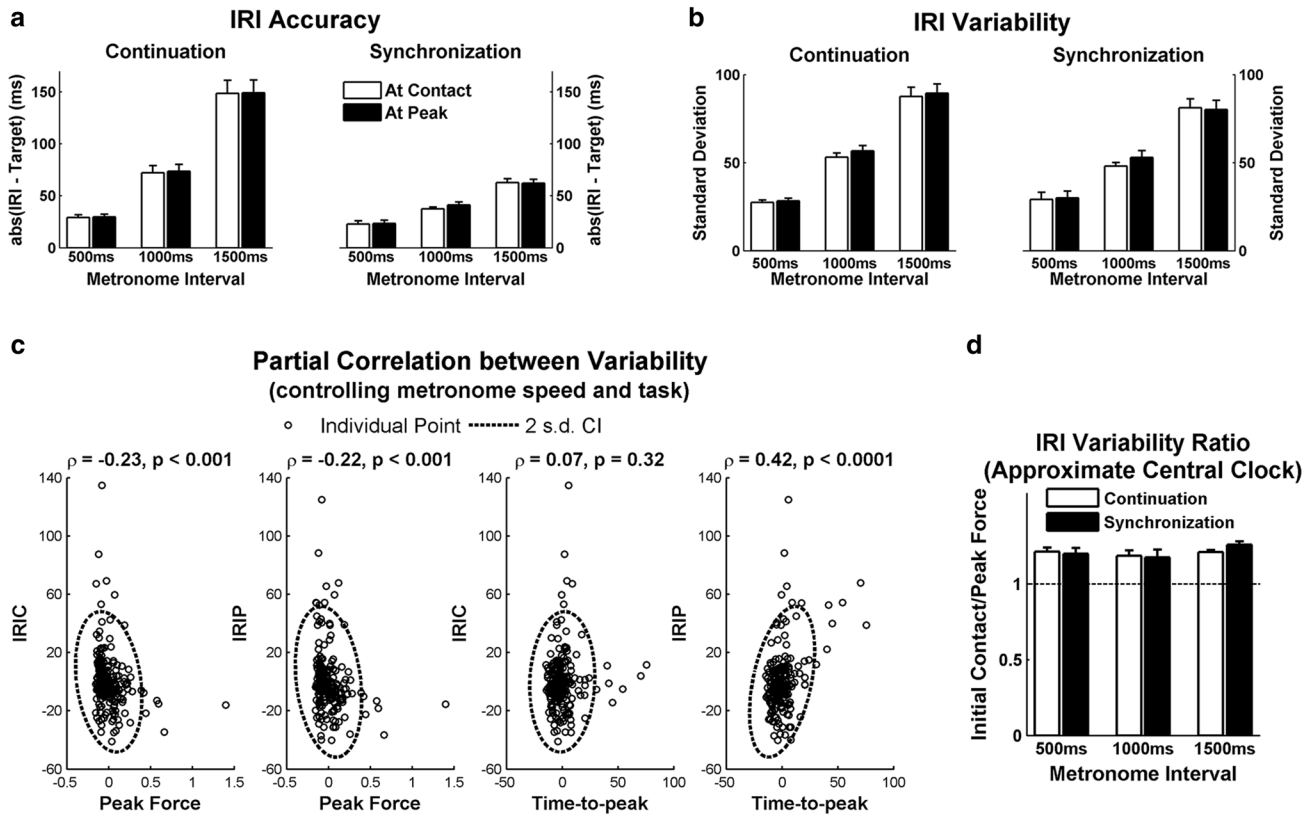 a
IRI Accuracy
Continuation
Synchronization
abs(IRI - Target) (ms)
150
100
50
0
500ms 1000ms 1500ms
Metronome Interval
At Contact
At Peak
150
100
50
0
abs(IRI - Target) (ms)
500ms 1000ms 1500ms
Metronome Interval
b
IRI Variability
Continuation
Synchronization
Standard Deviation
100
50
0
500ms 1000ms 1500ms
Metronome Interval
100
50
0
Standard Deviation
500ms 1000ms 1500ms
Metronome Interval
c
Partial Correlation between Variability
(controlling metronome speed and task)
Individual Point
2 s.d. CI
ρ = -0.23, p < 0.001
IRIC
140
100
60
20
-20
-60
-0.5 0 0.5 1 1.5
Peak Force
ρ = -0.22, p < 0.001
IRIP
140
100
60
20
-20
-60
-0.5 0 0.5 1 1.5
Peak Force
ρ = 0.07, p = 0.32
IRIC
140
100
60
20
-20
-60
-50 0 50 100
Time-to-peak
ρ = 0.42, p < 0.0001
IRIP
140
100
60
20
-20
-60
-50 0 50 100
Time-to-peak
d
IRI Variability Ratio
(Approximate Central Clock)
Continuation
Synchronization
Initial Contact/Peak Force
1
0.5
0
500ms 1000ms 1500ms
Metronome Interval